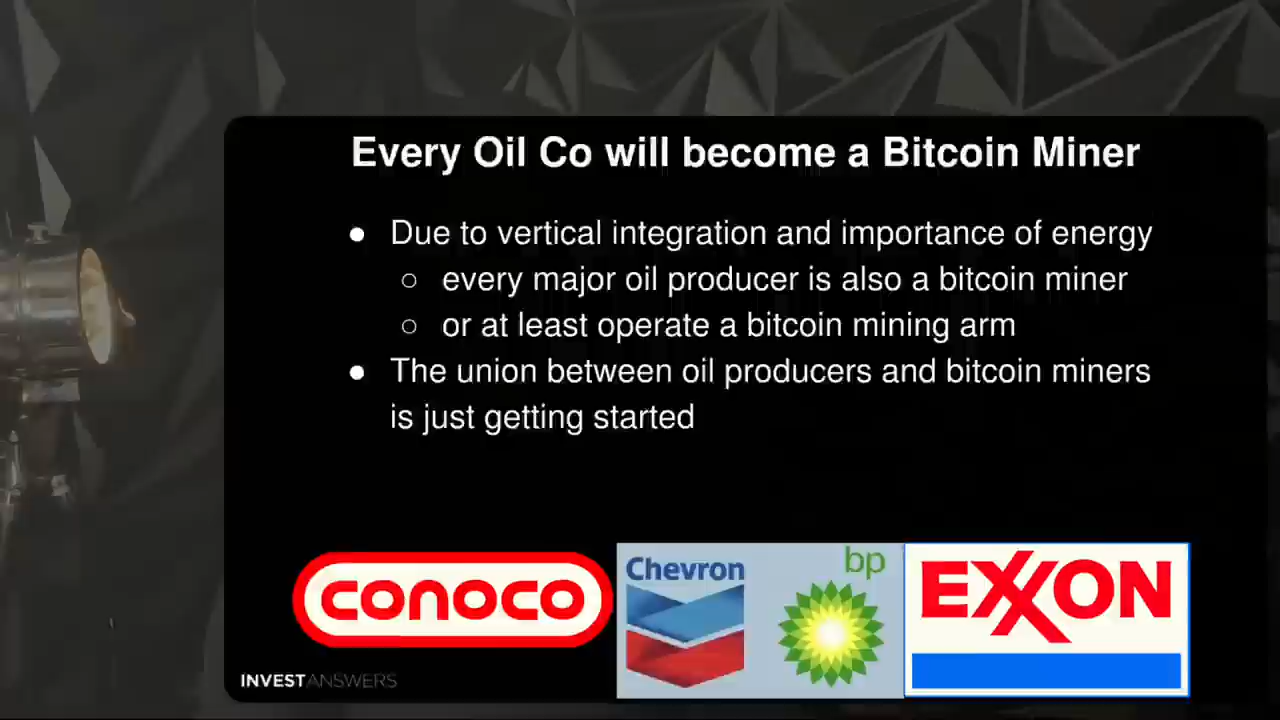 Every Oil Co will become a Bitcoin Miner
● Due to vertical integration and importance of energy
○ every major oil producer is also a bitcoin miner
○ or at least operate a bitcoin mining arm
● The union between oil producers and bitcoin miners
is just getting started
conoco
Chevron
bp
EXXON
INVESTANSWERS